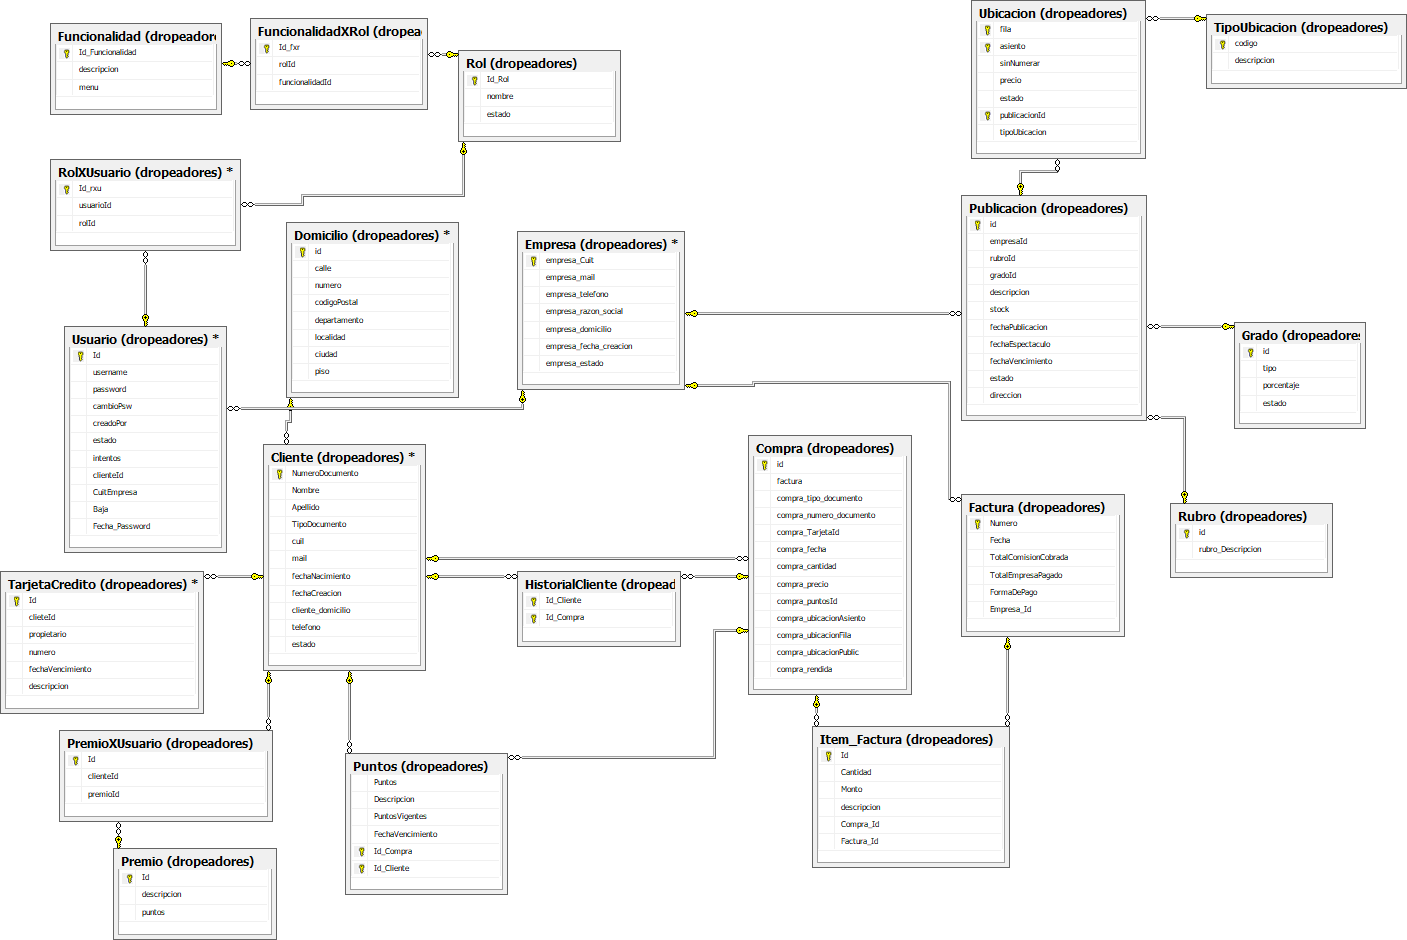 Funcionalidad (dropeador
Id_Funcionalidad
descripcion
menu
FuncionalidadXRol (dropea
Id_fxr
rolId
funcionalidadId
Rol (dropeadores)
Id_Rol
nombre
estado
Ubicacion (dropeadores)
fila
asiento
sinNumerar
precio
estado
publicacionId
tipoUbicacion
TipoUbicacion (dropeadores)
codigo
descripcion
RolXUsuario (dropeadores) *
Id_rxu
usuarioId
rolId
Domicilio (dropeadores) *
id
calle
numero
codigoPostal
departamento
localidad
ciudad
piso
Empresa (dropeadores) *
empresa_Cuit
empresa_mail
empresa_telefono
empresa_razon_social
empresa_domicilio
empresa_fecha_creacion
empresa_estado
Publicacion (dropeadores)
id
empresaId
rubroId
gradoId
descripcion
stock
fechaPublicacion
fechaEspectaculo
fechaVencimiento
estado
direccion
Usuario (dropeadores) *
Id
username
password
cambioPsw
creadoPor
estado
intentos
clienteId
CuitEmpresa
Baja
Fecha_Password
Grado (dropeadores
id
tipo
porcentaje
estado
Cliente (dropeadores) *
NumeroDocumento
Nombre
Apellido
TipoDocumento
cuil
mail
fechaNacimiento
fechaCreacion
cliente_domicilio
telefono
estado
Compra (dropeadores)
id
factura
compra_tipo_documento
compra_numero_documento
compra_TarjetaId
compra_fecha
compra_cantidad
compra_precio
compra_puntosId
compra_ubicacionAsiento
compra_ubicacionFila
compra_ubicacionPublic
compra_rendida
Factura (dropeadores)
Numero
Fecha
TotalComisionCobrada
TotalEmpresaPagado
FormaDePago
Empresa_Id
Rubro (dropeadores)
id
rubro_Descripcion
TarjetaCredito (dropeadores) *
Id
clieteId
propietario
numero
fechaVencimiento
descripcion
HistorialCliente (dropead
Id_Cliente
Id_Compra
PremioXUsuario (dropeadores)
Id
clienteId
premioId
Puntos (dropeadores)
Puntos
Descripcion
PuntosVigentes
FechaVencimiento
Id_Compra
Id_Cliente
Item_Factura (dropeadores)
Id
Cantidad
Monto
descripcion
Compra_Id
Factura_Id
Premio (dropeadores)
Id
descripcion
puntos